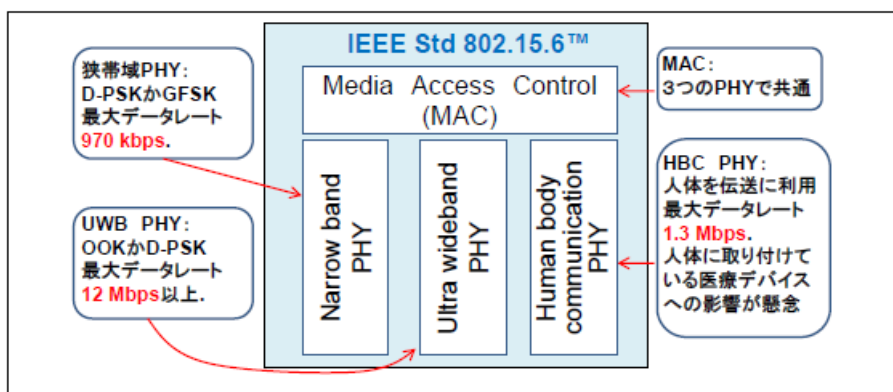 IEEE Std 802.15.6™
Media Access Control
(MAC)
Narrow band
PHY
Ultra wideband
PHY
Human body
communication
PHY
狭帯域PHY：
D-PSKかGFSK
最大データレート
970 kbps.
UWB PHY：
OOKかD-PSK
最大データレート
12 Mbps以上.
MAC：
３つのPHYで共通
HBC PHY：
人体を伝送に利用
最大データレート
1.3 Mbps.
人体に取り付けて
いる医療デバイス
への影響が懸念